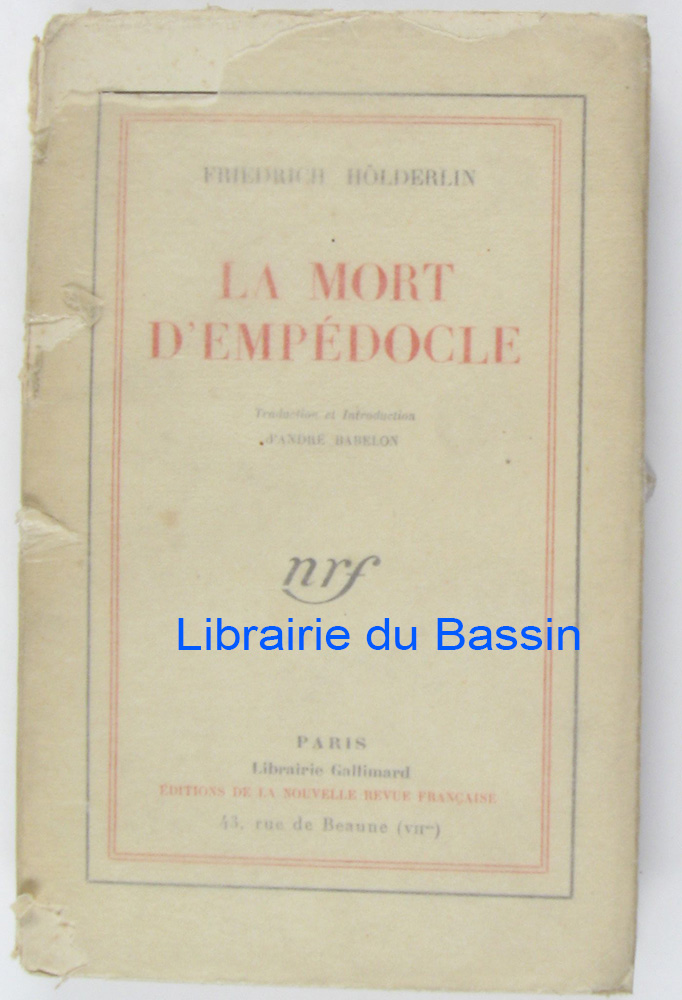 FRIEDRICH HÖLDERLIN
LA MORT
D'EMPÉDOCLE
Traduction et Introduction
d'ANDRÉ BABELON
nrf
Librairie du Bassin
PARIS
Librairie Gallimard
ÉDITIONS DE LA NOUVELLE REVUE FRANÇAISE
43, rue de Beaune (VIIme)